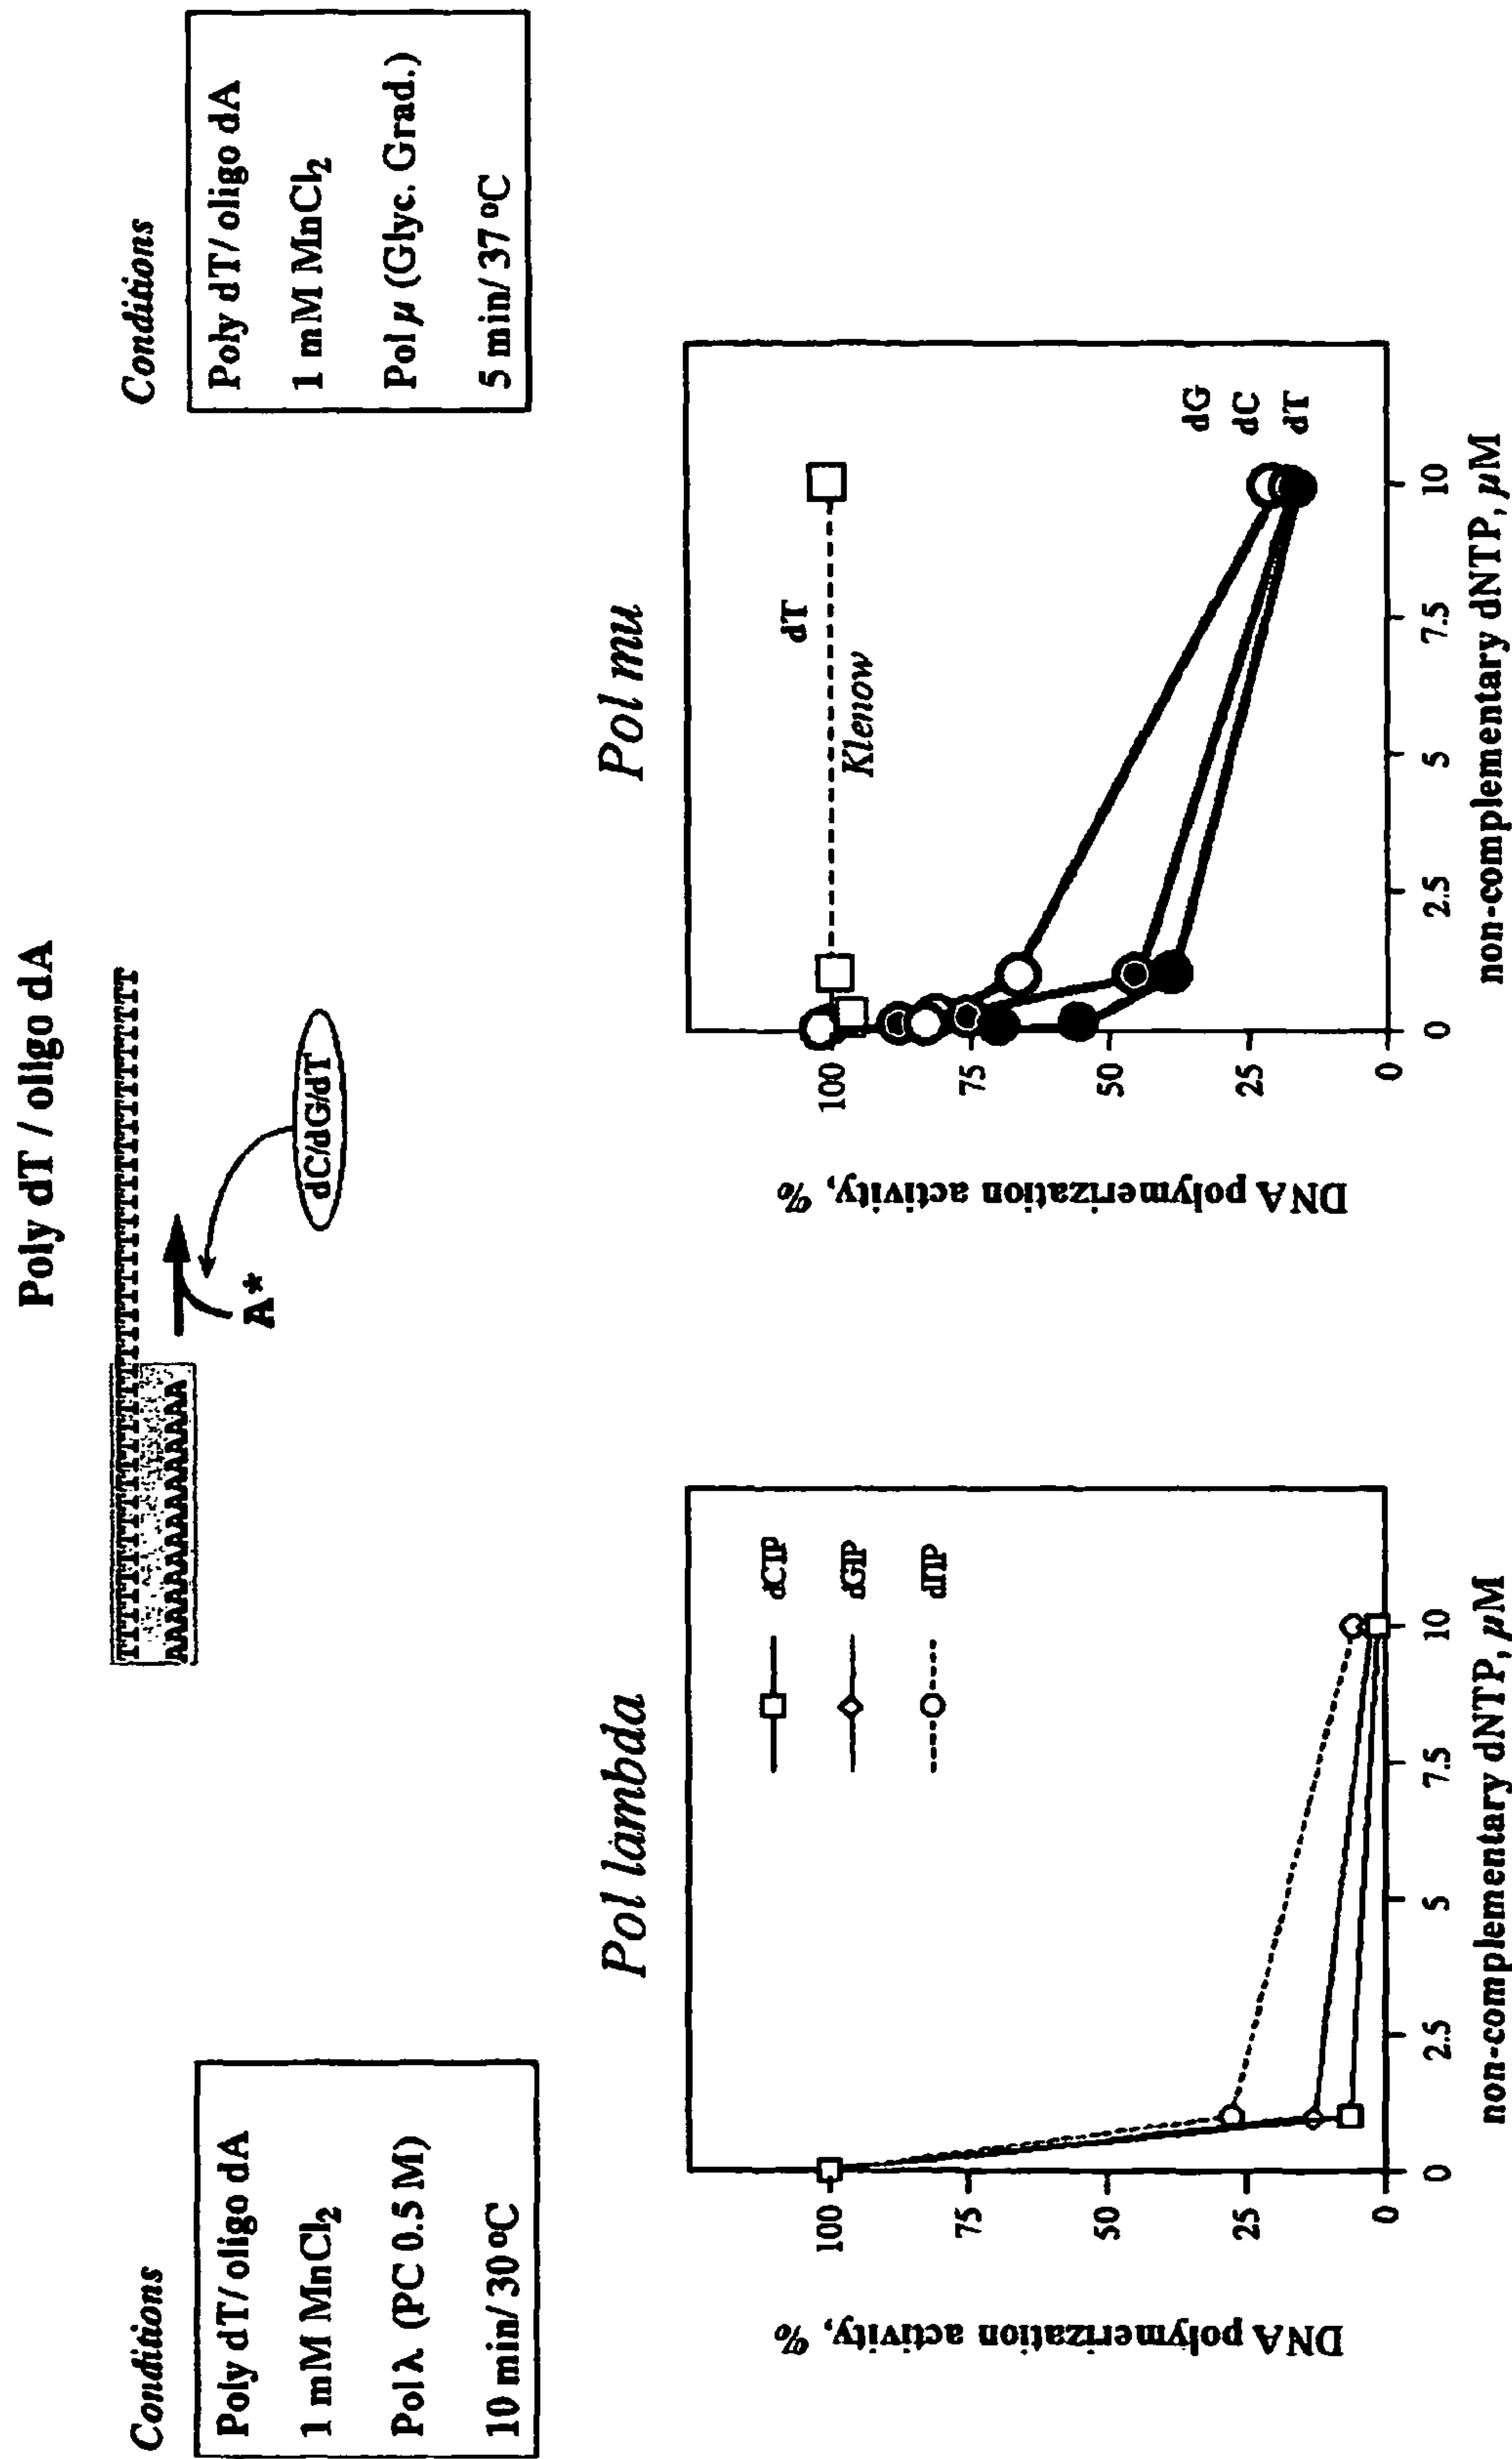 Poly dT / oligo dA
TTTTTTTTTTTTTTTTTTTTTTTTTTTTTTTTTTTTTTTTTT
AAAAAAAAAAAAAAA
A*
dC/dG/dT
Conditions
Poly dT/ oligo dA
1 mM MnCl₂
Pol λ (PC 0.5 M)
10 min/ 30 ºC
Conditions
Poly dT/ oligo dA
1 mM MnCl₂
Pol μ (Glyc. Grad.)
5 min/ 37 ºC
Pol lambda
DNA polymerization activity, %
100
75
50
25
0
dCTP
dGTP
dTTP
0 2.5 5 7.5 10
non-complementary dNTP, μM
Pol mu
DNA polymerization activity, %
100
75
50
25
0
dT
Klenow
dG
dC
dT
0 2.5 5 7.5 10
non-complementary dNTP, μM